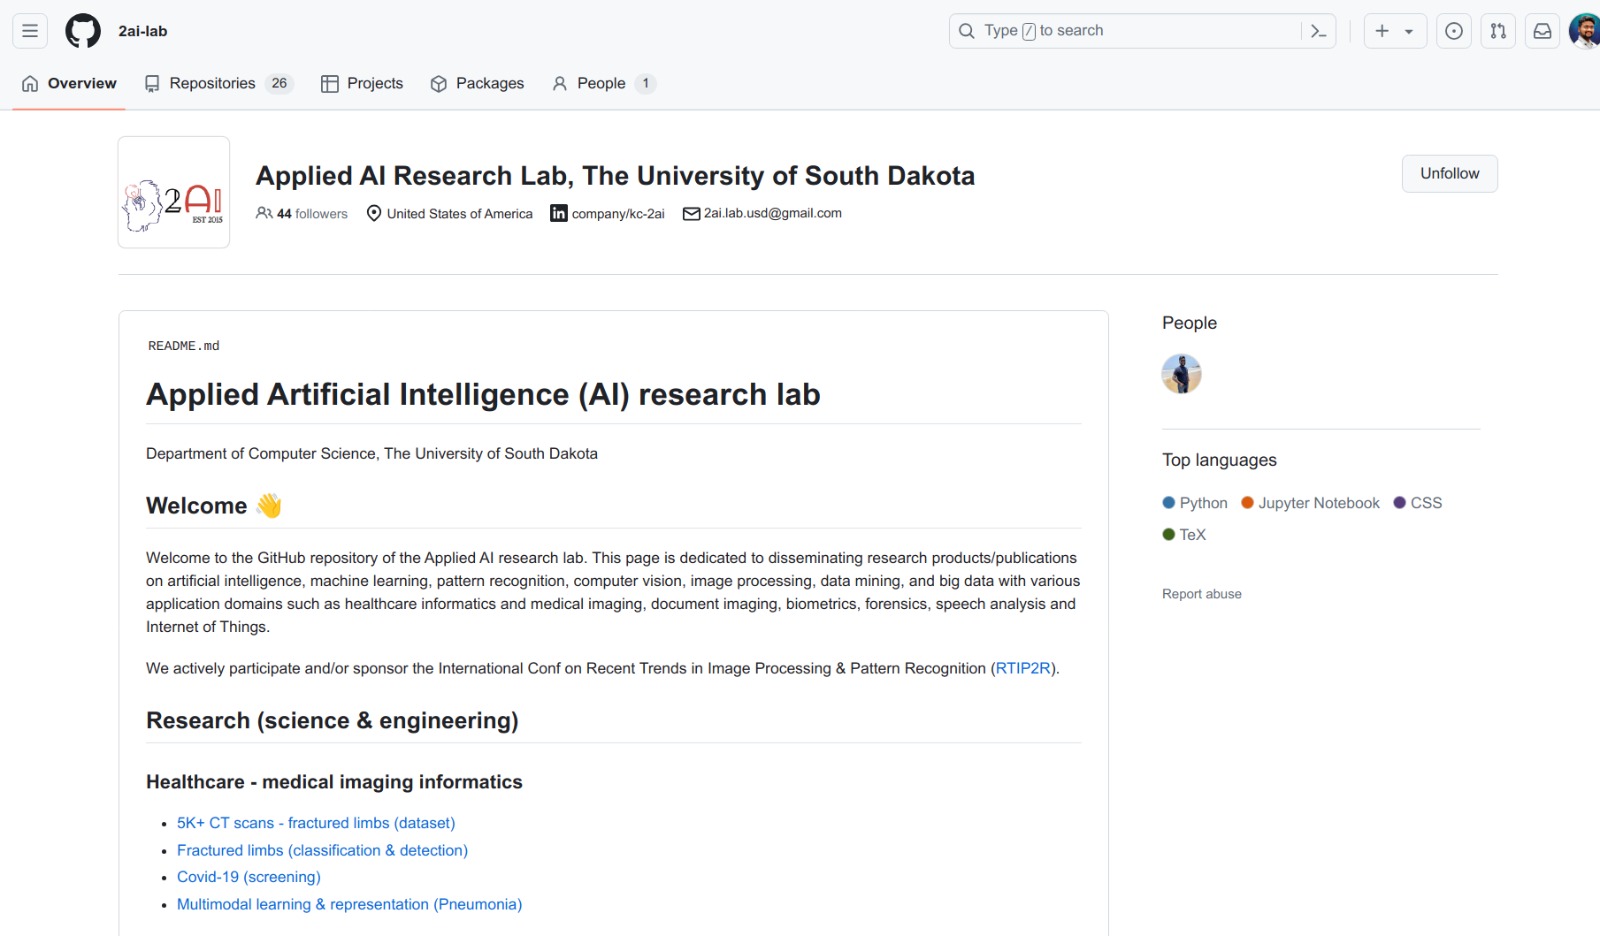 2ai-lab
Type / to search
Overview
Repositories 26
Projects
Packages
People 1
2AI
EST 2015
Applied AI Research Lab, The University of South Dakota
44 followers
United States of America
in company/kc-2ai
2ai.lab.usd@gmail.com
Unfollow
README.md
Applied Artificial Intelligence (AI) research lab
Department of Computer Science, The University of South Dakota
Welcome 👋
Welcome to the GitHub repository of the Applied AI research lab. This page is dedicated to disseminating research products/publications
on artificial intelligence, machine learning, pattern recognition, computer vision, image processing, data mining, and big data with various
application domains such as healthcare informatics and medical imaging, document imaging, biometrics, forensics, speech analysis and
Internet of Things.
We actively participate and/or sponsor the International Conf on Recent Trends in Image Processing & Pattern Recognition (RTIP2R).
Research (science & engineering)
Healthcare - medical imaging informatics
• 5K+ CT scans - fractured limbs (dataset)
• Fractured limbs (classification & detection)
• Covid-19 (screening)
• Multimodal learning & representation (Pneumonia)
People
Top languages
Python
Jupyter Notebook
CSS
TeX
Report abuse